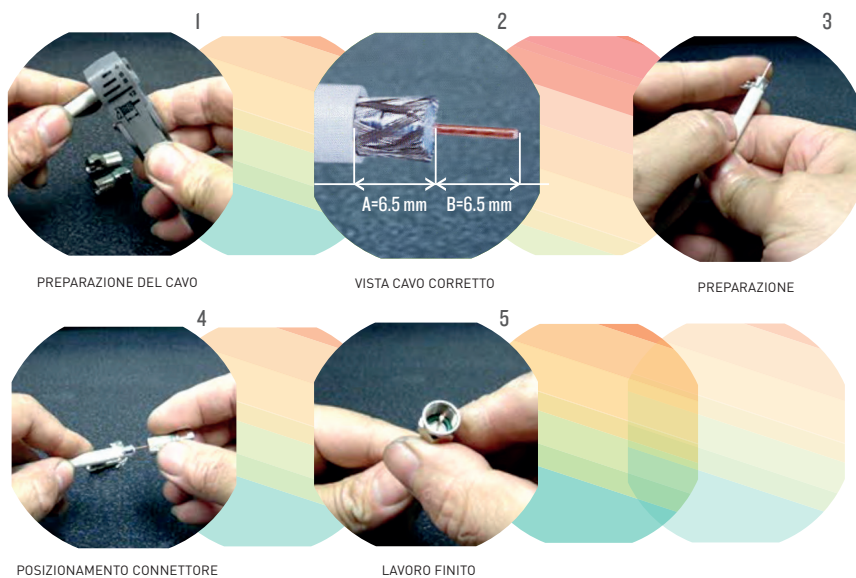 1
2
3
A=6.5 mm
B=6.5 mm
PREPARAZIONE DEL CAVO
VISTA CAVO CORRETTO
PREPARAZIONE
4
5
POSIZIONAMENTO CONNETTORE
LAVORO FINITO